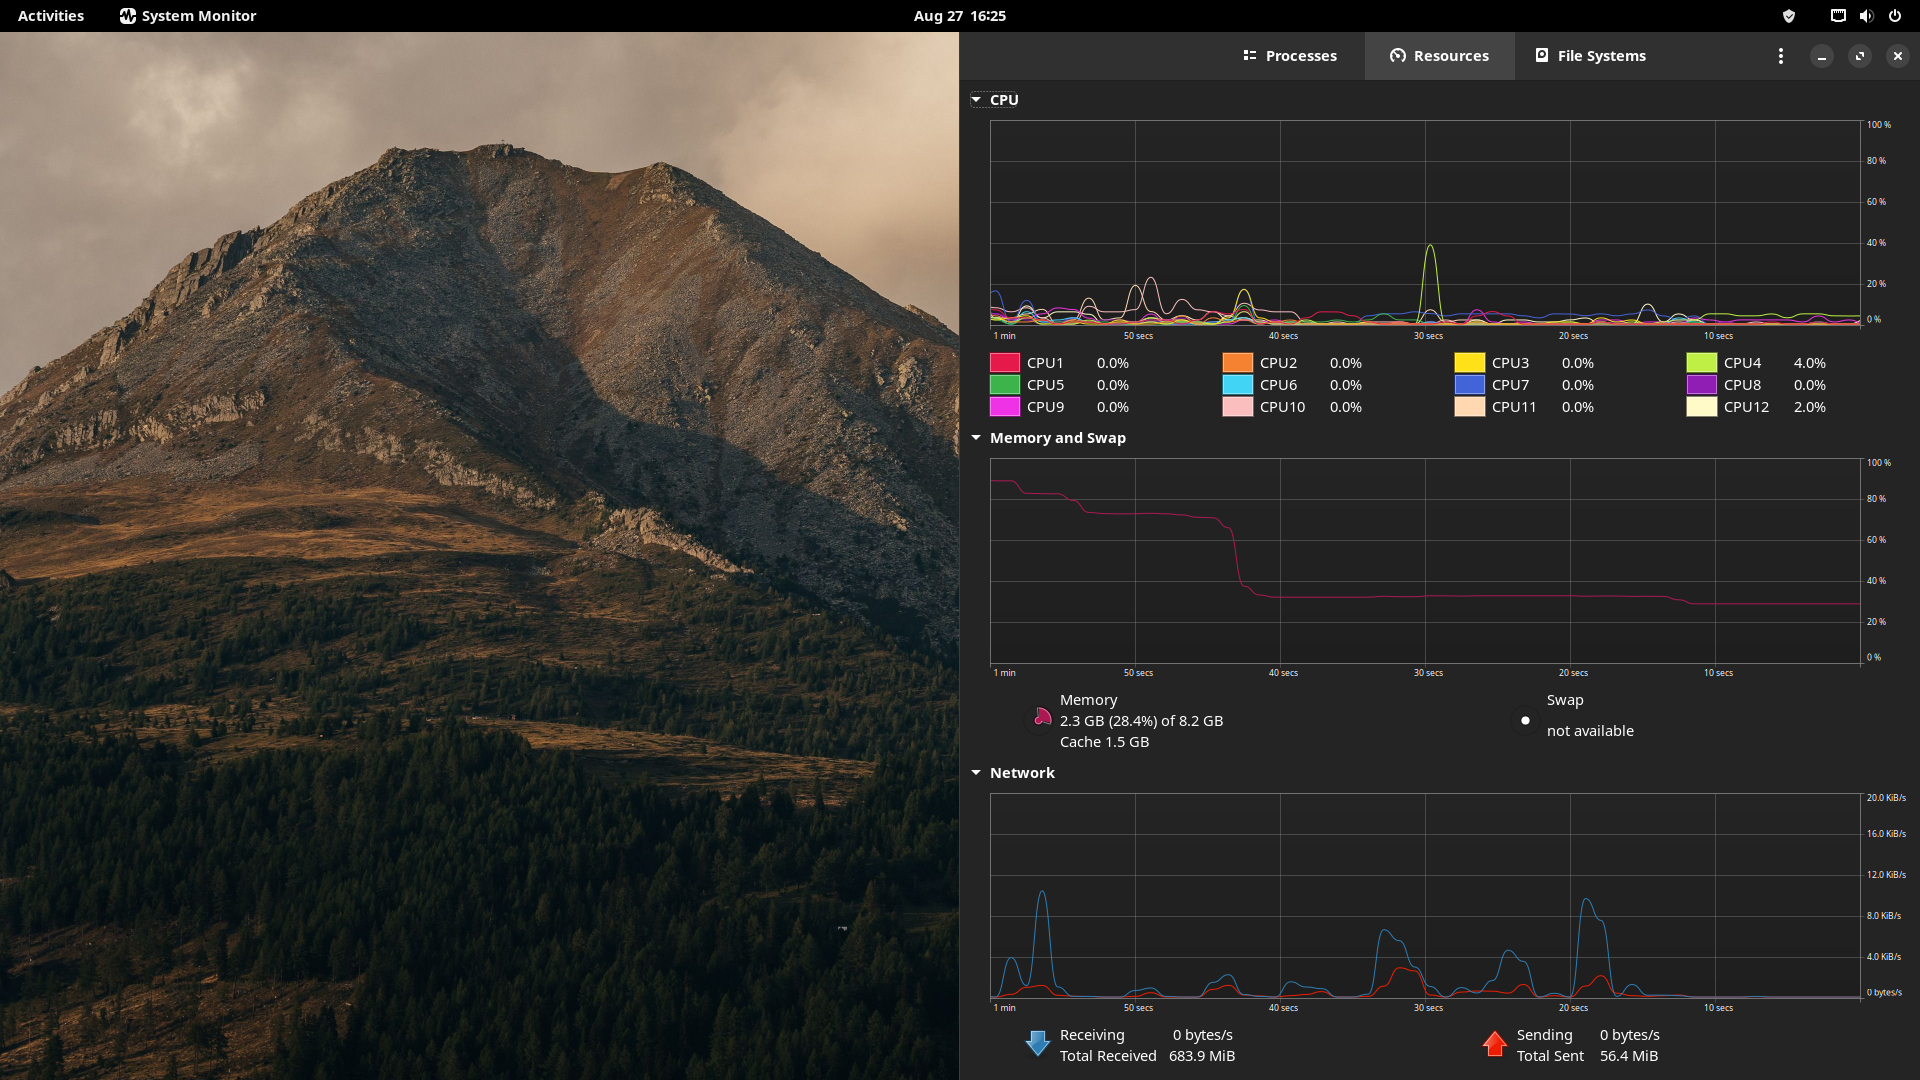 Activities System Monitor Aug 27 16:25
Processes Resources File Systems
CPU
100 %
80 %
60 %
40 %
20 %
0 %
1 min 50 secs 40 secs 30 secs 20 secs 10 secs
CPU1 0.0% CPU2 0.0% CPU3 0.0% CPU4 4.0%
CPU5 0.0% CPU6 0.0% CPU7 0.0% CPU8 0.0%
CPU9 0.0% CPU10 0.0% CPU11 0.0% CPU12 2.0%
Memory and Swap
100 %
80 %
60 %
40 %
20 %
0 %
1 min 50 secs 40 secs 30 secs 20 secs 10 secs
Memory
2.3 GB (28.4%) of 8.2 GB
Cache 1.5 GB
Swap
not available
Network
20.0 KiB/s
16.0 KiB/s
12.0 KiB/s
8.0 KiB/s
4.0 KiB/s
0 bytes/s
1 min 50 secs 40 secs 30 secs 20 secs 10 secs
Receiving 0 bytes/s
Total Received 683.9 MiB
Sending 0 bytes/s
Total Sent 56.4 MiB